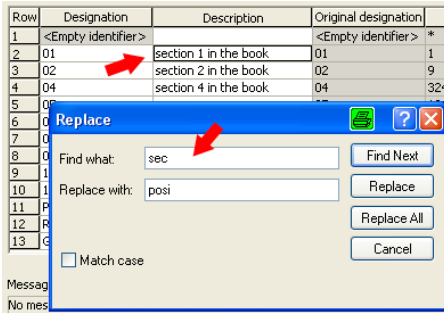 Row Designation Description Original designation
1 <Empty identifier> <Empty identifier> *
2 01 section 1 in the book 01 1
3 02 section 2 in the book 02 9
4 04 section 4 in the book 04 324
5
6
7
8
9
10
11
12
13
Replace
Find what: sec Find Next
Replace with: posi Replace
Replace All
Cancel
Match case
Messag
No mes